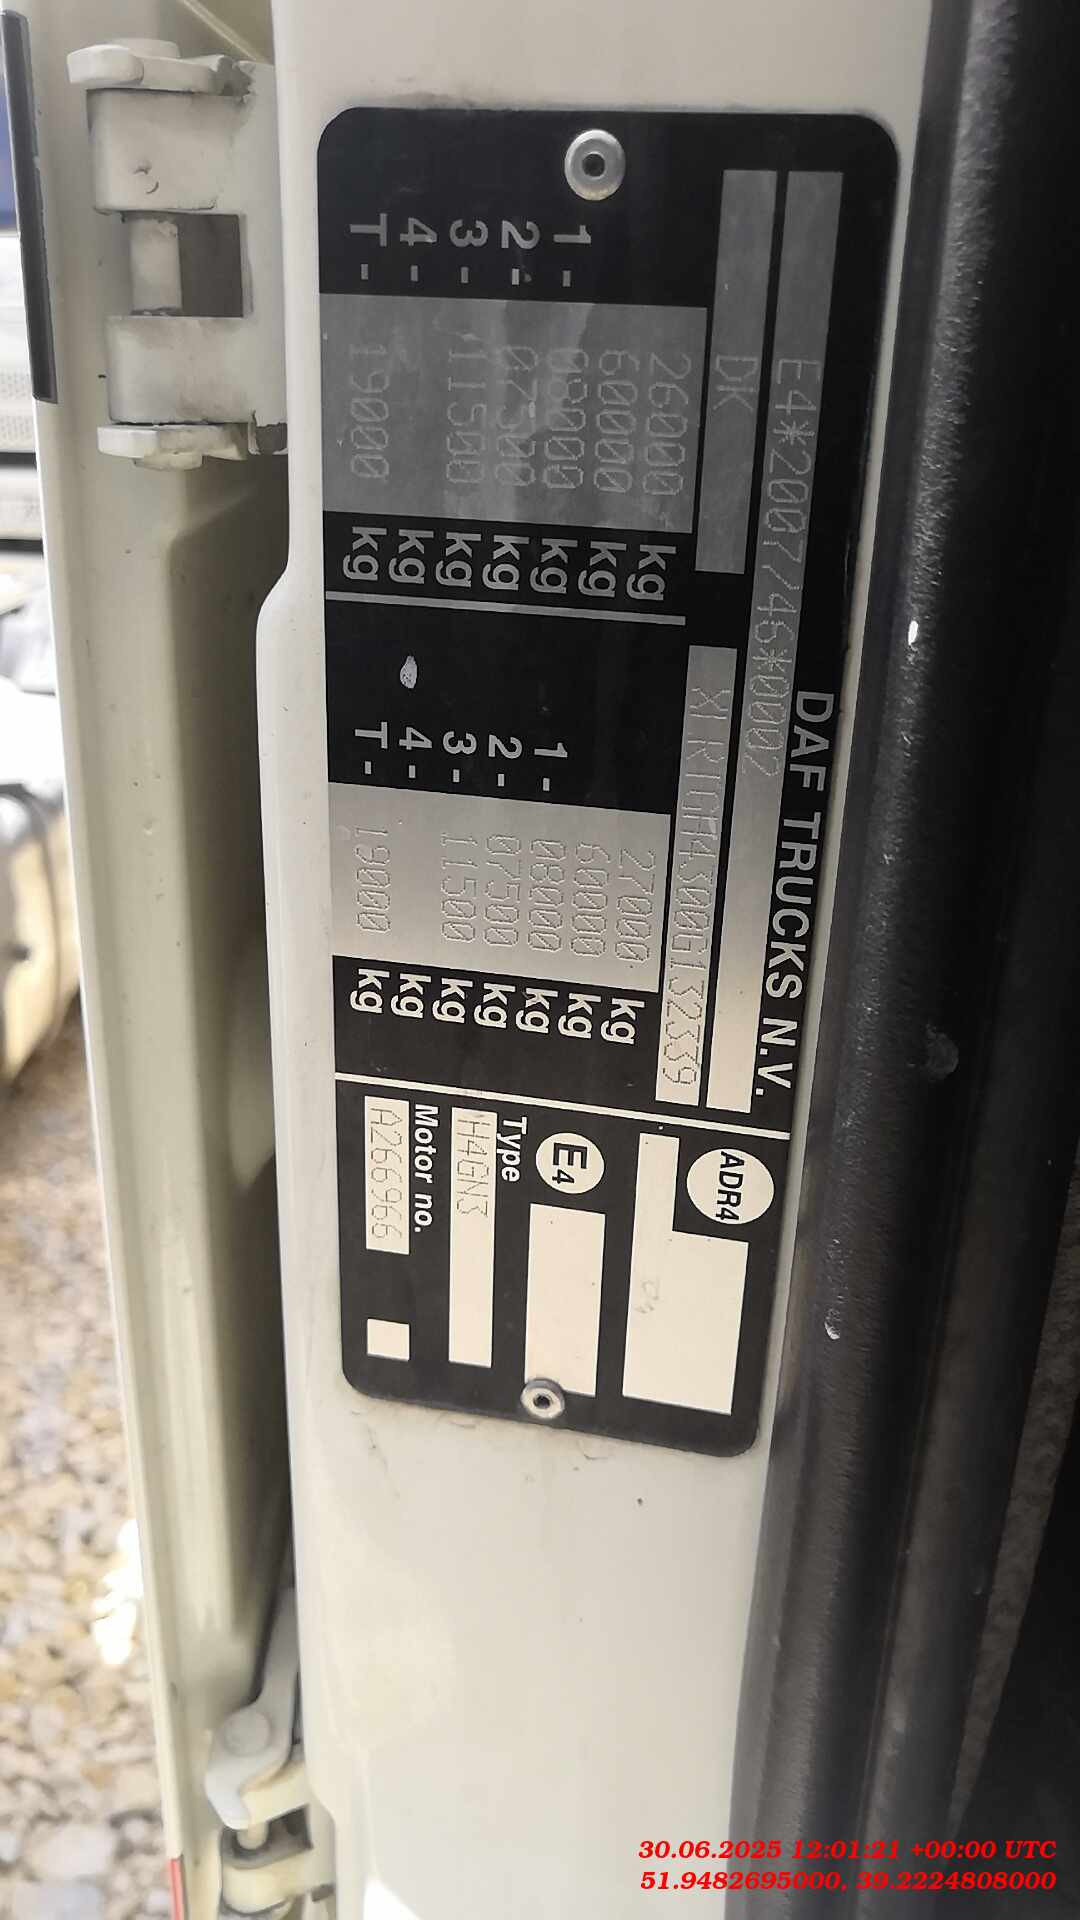 DAF TRUCKS N.V.
E4*2007/46*0002
DK XLRTGH4300G132339
26000 kg 27000 kg
60000 kg 60000 kg
1- 08000 kg 1- 08000 kg
2- 07500 kg 2- 07500 kg
3- 11500 kg 3- 11500 kg
4- kg 4- kg
T- 19000 kg T- 19000 kg
ADR4
E4
Type
H4GN3
Motor no.
A266966
30.06.2025 12:01:21 +00:00 UTC
51.9482695000, 39.2224808000